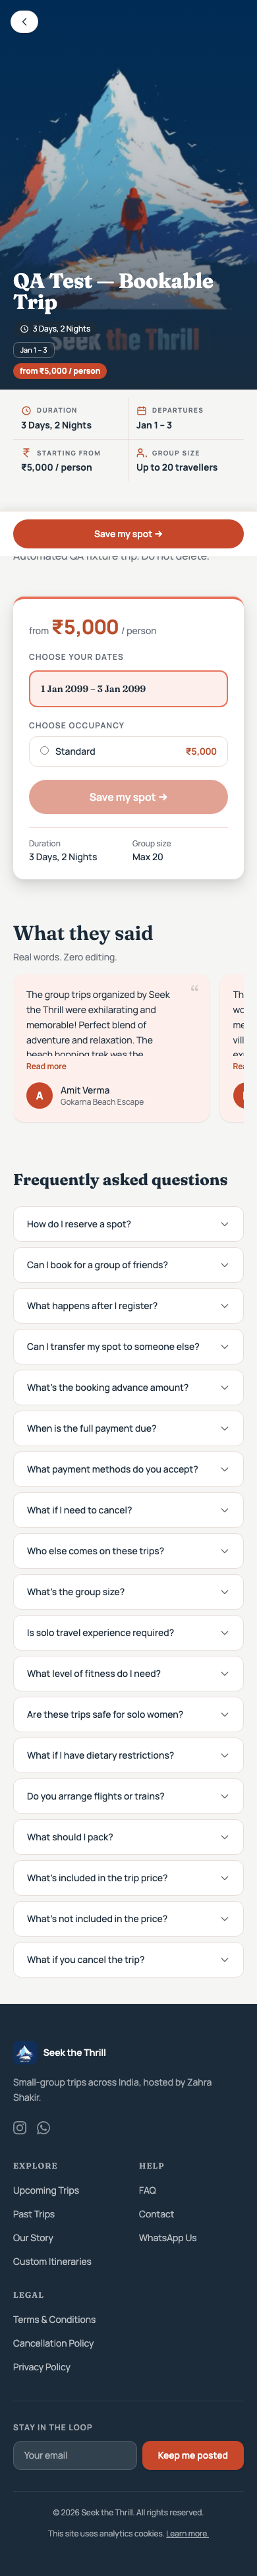 QA Test — Bookable
Trip
3 Days, 2 Nights
Jan 1 – 3
from ₹5,000 / person
DURATION
3 Days, 2 Nights
DEPARTURES
Jan 1 – 3
STARTING FROM
₹5,000 / person
GROUP SIZE
Up to 20 travellers
Save my spot →
Automated QA fixture trip. Do not delete.
from ₹5,000 / person
CHOOSE YOUR DATES
1 Jan 2099 – 3 Jan 2099
CHOOSE OCCUPANCY
Standard ₹5,000
Save my spot →
Duration
3 Days, 2 Nights
Group size
Max 20
What they said
Real words. Zero editing.
The group trips organized by Seek
the Thrill were exhilarating and
memorable! Perfect blend of
adventure and relaxation. The
beach hopping trek was the
Read more
A
Amit Verma
Gokarna Beach Escape
Frequently asked questions
How do I reserve a spot?
Can I book for a group of friends?
What happens after I register?
Can I transfer my spot to someone else?
What's the booking advance amount?
When is the full payment due?
What payment methods do you accept?
What if I need to cancel?
Who else comes on these trips?
What's the group size?
Is solo travel experience required?
What level of fitness do I need?
Are these trips safe for solo women?
What if I have dietary restrictions?
Do you arrange flights or trains?
What should I pack?
What's included in the trip price?
What's not included in the price?
What if you cancel the trip?
Seek the Thrill
Small-group trips across India, hosted by Zahra
Shakir.
EXPLORE
Upcoming Trips
Past Trips
Our Story
Custom Itineraries
HELP
FAQ
Contact
WhatsApp Us
LEGAL
Terms & Conditions
Cancellation Policy
Privacy Policy
STAY IN THE LOOP
Your email
Keep me posted
© 2026 Seek the Thrill. All rights reserved.
This site uses analytics cookies. Learn more.